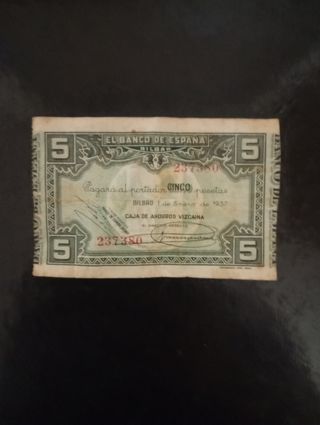 EL BANCO DE ESPAÑA
BILBAO
5
5
237380
Pagará al portador CINCO pesetas
BILBAO 1 de Enero de 1937
CAJA DE AHORROS VIZCAINA
237380
5
5